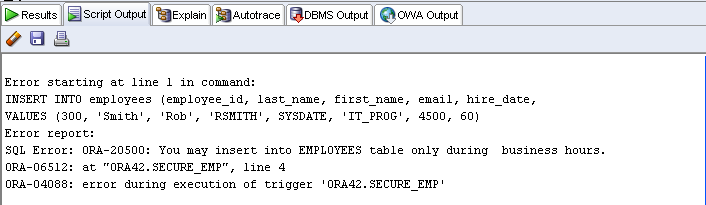 Results Script Output Explain Autotrace DBMS Output OWA Output
Error starting at line 1 in command:
INSERT INTO employees (employee_id, last_name, first_name, email, hire_date,
VALUES (300, 'Smith', 'Rob', 'RSMITH', SYSDATE, 'IT_PROG', 4500, 60)
Error report:
SQL Error: ORA-20500: You may insert into EMPLOYEES table only during  business hours.
ORA-06512: at "ORA42.SECURE_EMP", line 4
ORA-04088: error during execution of trigger 'ORA42.SECURE_EMP'